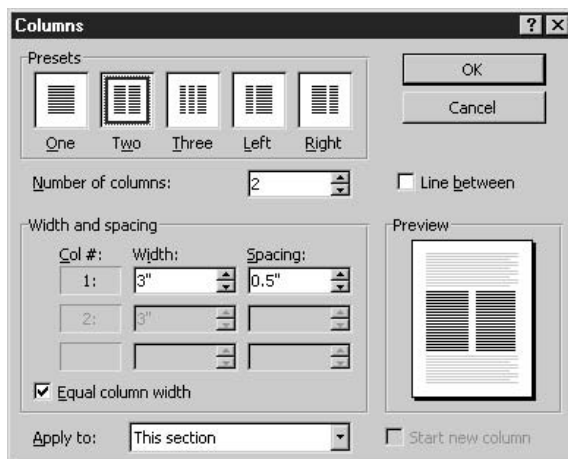 Columns
Presets
OK
Cancel
One Two Three Left Right
Number of columns: 2
Line between
Width and spacing
Preview
Col #: Width: Spacing:
1: 3" 0.5"
2: 3"
Equal column width
Apply to: This section
Start new column